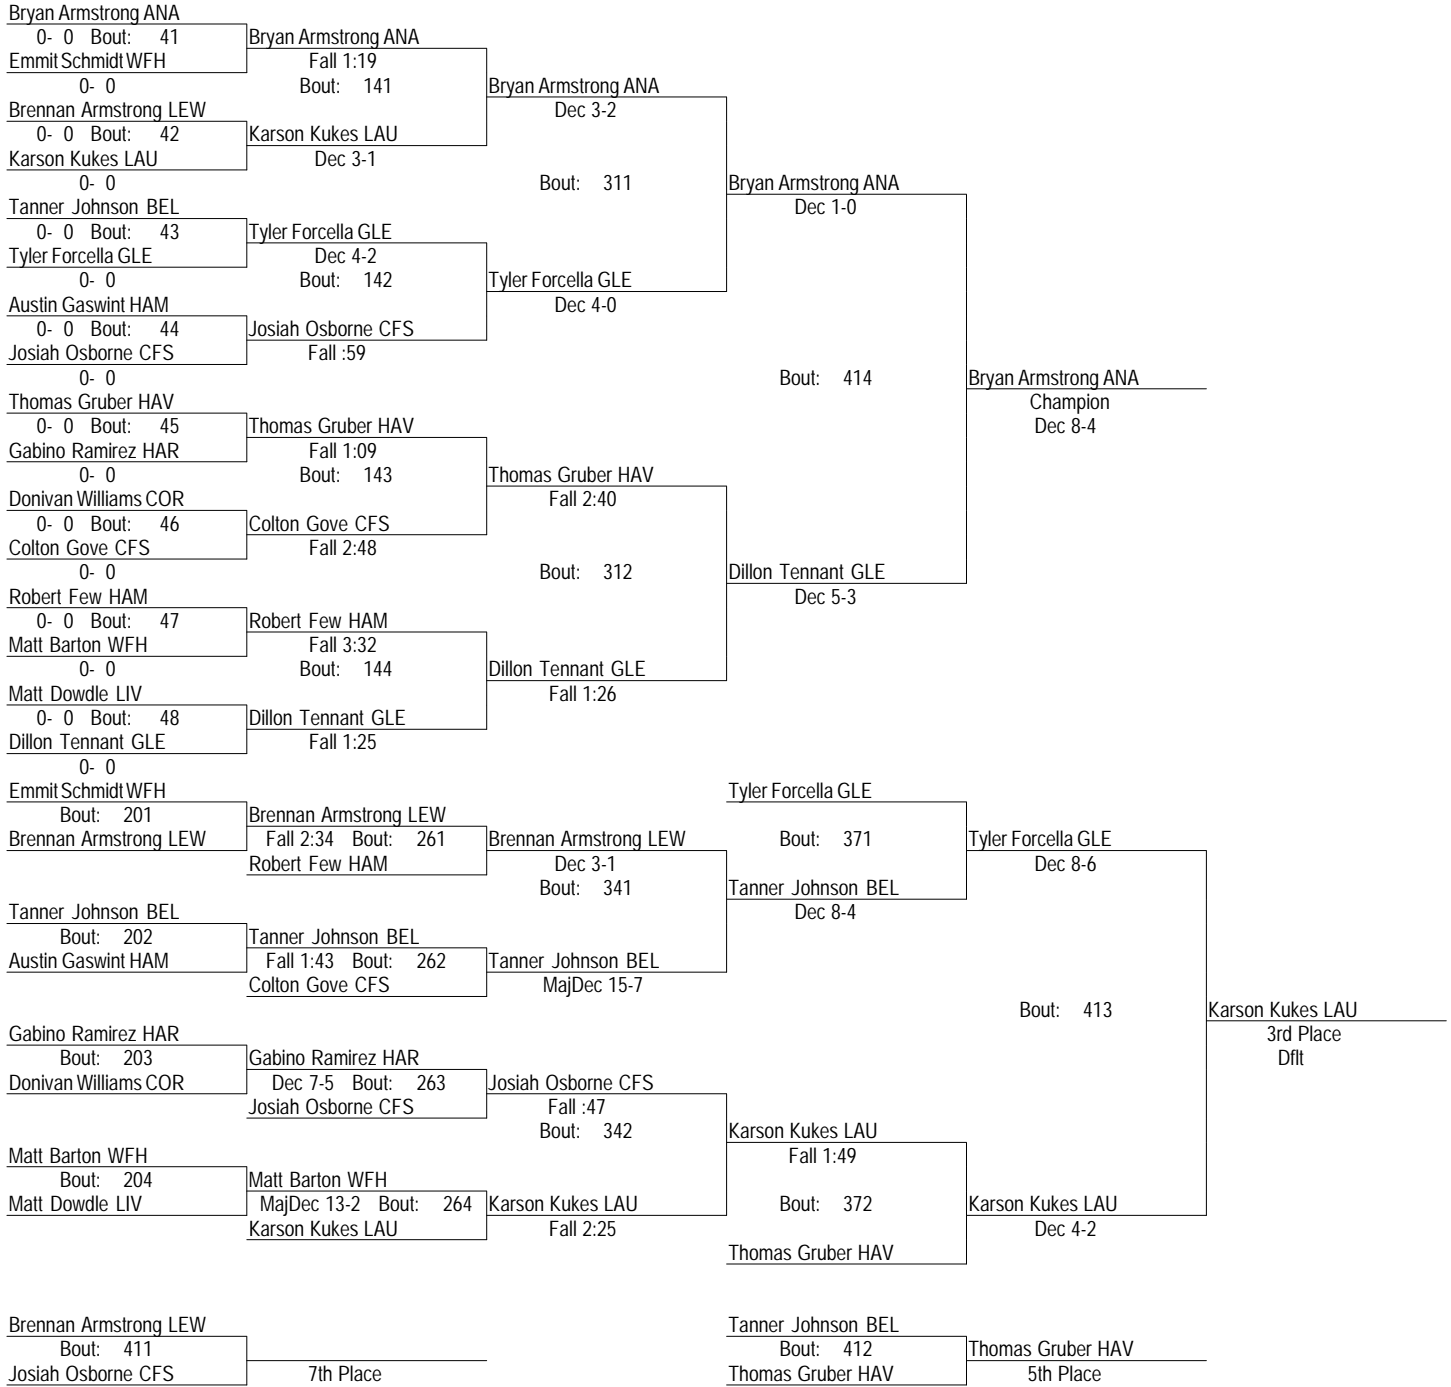 Bryan Armstrong ANA
0- 0 Bout: 41 Bryan Armstrong ANA
Emmit Schmidt WFH Fall 1:19
0- 0 Bout: 141 Bryan Armstrong ANA
Brennan Armstrong LEW Dec 3-2
0- 0 Bout: 42 Karson Kukes LAU
Karson Kukes LAU Dec 3-1
0- 0 Bout: 311 Bryan Armstrong ANA
Tanner Johnson BEL Dec 1-0
0- 0 Bout: 43 Tyler Forcella GLE
Tyler Forcella GLE Dec 4-2
0- 0 Bout: 142 Tyler Forcella GLE
Austin Gaswint HAM Dec 4-0
0- 0 Bout: 44 Josiah Osborne CFS
Josiah Osborne CFS Fall :59
0- 0 Bout: 414 Bryan Armstrong ANA
Thomas Gruber HAV Champion
0- 0 Bout: 45 Thomas Gruber HAV Dec 8-4
Gabino Ramirez HAR Fall 1:09
0- 0 Bout: 143 Thomas Gruber HAV
Donivan Williams COR Fall 2:40
0- 0 Bout: 46 Colton Gove CFS
Colton Gove CFS Fall 2:48
0- 0 Bout: 312 Dillon Tennant GLE
Robert Few HAM Dec 5-3
0- 0 Bout: 47 Robert Few HAM
Matt Barton WFH Fall 3:32
0- 0 Bout: 144 Dillon Tennant GLE
Matt Dowdle LIV Fall 1:26
0- 0 Bout: 48 Dillon Tennant GLE
Dillon Tennant GLE Fall 1:25
0- 0
Emmit Schmidt WFH Tyler Forcella GLE
Bout: 201 Brennan Armstrong LEW
Brennan Armstrong LEW Fall 2:34 Bout: 261 Brennan Armstrong LEW Bout: 371 Tyler Forcella GLE
Robert Few HAM Dec 3-1 Dec 8-6
Bout: 341 Tanner Johnson BEL
Tanner Johnson BEL Dec 8-4
Bout: 202 Tanner Johnson BEL
Austin Gaswint HAM Fall 1:43 Bout: 262 Tanner Johnson BEL
Colton Gove CFS MajDec 15-7
Bout: 413 Karson Kukes LAU
Gabino Ramirez HAR 3rd Place
Bout: 203 Gabino Ramirez HAR Dflt
Donivan Williams COR Dec 7-5 Bout: 263 Josiah Osborne CFS
Josiah Osborne CFS Fall :47
Bout: 342 Karson Kukes LAU
Matt Barton WFH Fall 1:49
Bout: 204 Matt Barton WFH
Matt Dowdle LIV MajDec 13-2 Bout: 264 Karson Kukes LAU Bout: 372 Karson Kukes LAU
Karson Kukes LAU Fall 2:25 Dec 4-2
Thomas Gruber HAV
Brennan Armstrong LEW Tanner Johnson BEL
Bout: 411 Bout: 412 Thomas Gruber HAV
Josiah Osborne CFS 7th Place Thomas Gruber HAV 5th Place